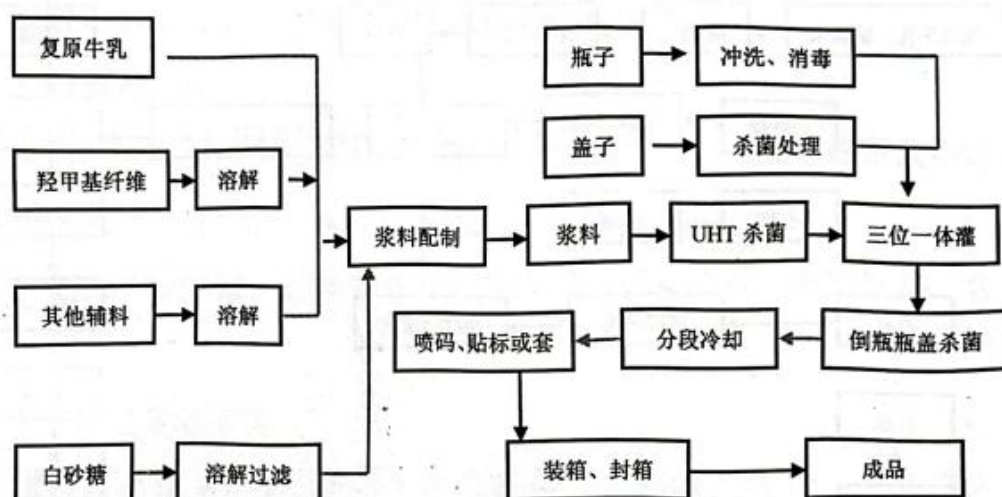 复原牛乳
瓶子
冲洗、消毒
盖子
杀菌处理
羟甲基纤维
溶解
浆料配制
浆料
UHT 杀菌
三位一体灌
其他辅料
溶解
喷码、贴标或套
分段冷却
倒瓶瓶盖杀菌
白砂糖
溶解过滤
装箱、封箱
成品